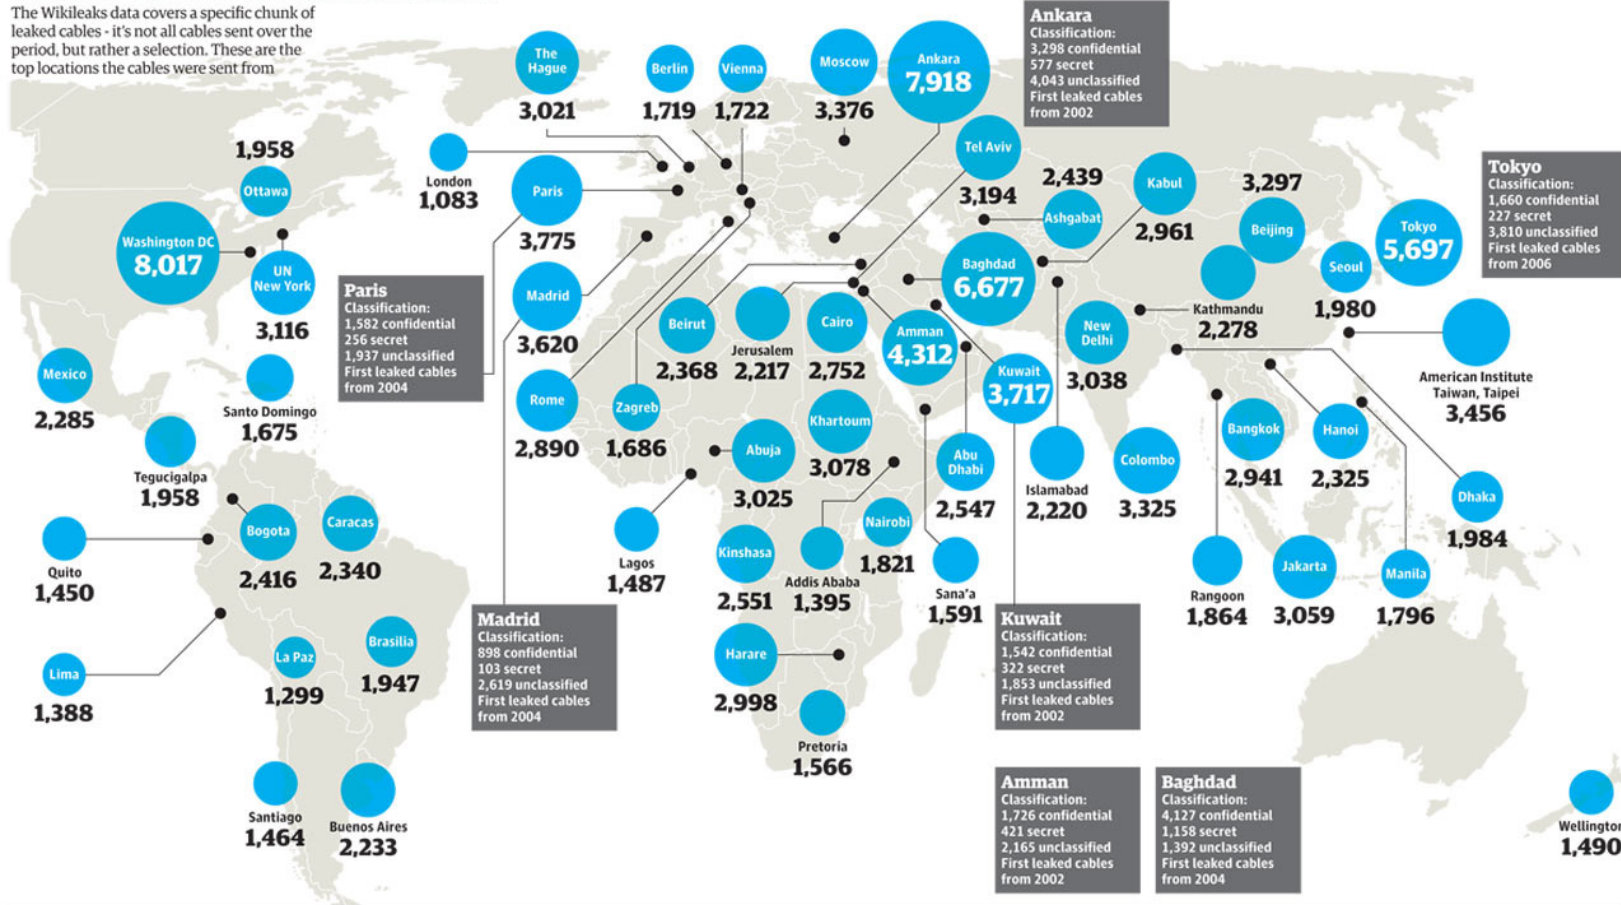 The Wikileaks data covers a specific chunk of
leaked cables - it's not all cables sent over the
period, but rather a selection. These are the
top locations the cables were sent from
The
Hague
3,021
Berlin
1,719
Vienna
1,722
Moscow
3,376
Ankara
7,918
Ankara
Classification:
3,298 confidential
577 secret
4,043 unclassified
First leaked cables
from 2002
1,958
Ottawa
London
1,083
Paris
3,775
Tel Aviv
3,194
2,439
Ashgabat
Kabul
2,961
3,297
Beijing
Tokyo
Classification:
1,660 confidential
227 secret
3,810 unclassified
First leaked cables
from 2006
Washington DC
8,017
UN
New York
3,116
Paris
Classification:
1,582 confidential
256 secret
1,937 unclassified
First leaked cables
from 2004
Madrid
3,620
Baghdad
6,677
Kathmandu
2,278
Seoul
1,980
Tokyo
5,697
Beirut
2,368
Jerusalem
2,217
Cairo
2,752
Amman
4,312
New
Delhi
3,038
American Institute
Taiwan, Taipei
3,456
Mexico
2,285
Santo Domingo
1,675
Rome
2,890
Zagreb
1,686
Kuwait
3,717
Khartoum
3,078
Tegucigalpa
1,958
Abuja
3,025
Abu
Dhabi
2,547
Islamabad
2,220
Colombo
3,325
Bangkok
2,941
Hanoi
2,325
Dhaka
1,984
Bogota
2,416
Caracas
2,340
Quito
1,450
Lagos
1,487
Kinshasa
2,551
Addis Ababa
1,395
Nairobi
1,821
Sana'a
1,591
Rangoon
1,864
Jakarta
3,059
Manila
1,796
Lima
1,388
La Paz
1,299
Brasilia
1,947
Madrid
Classification:
898 confidential
103 secret
2,619 unclassified
First leaked cables
from 2004
Harare
2,998
Kuwait
Classification:
1,542 confidential
322 secret
1,853 unclassified
First leaked cables
from 2002
Pretoria
1,566
Santiago
1,464
Buenos Aires
2,233
Amman
Classification:
1,726 confidential
421 secret
2,165 unclassified
First leaked cables
from 2002
Baghdad
Classification:
4,127 confidential
1,158 secret
1,392 unclassified
First leaked cables
from 2004
Wellington
1,490